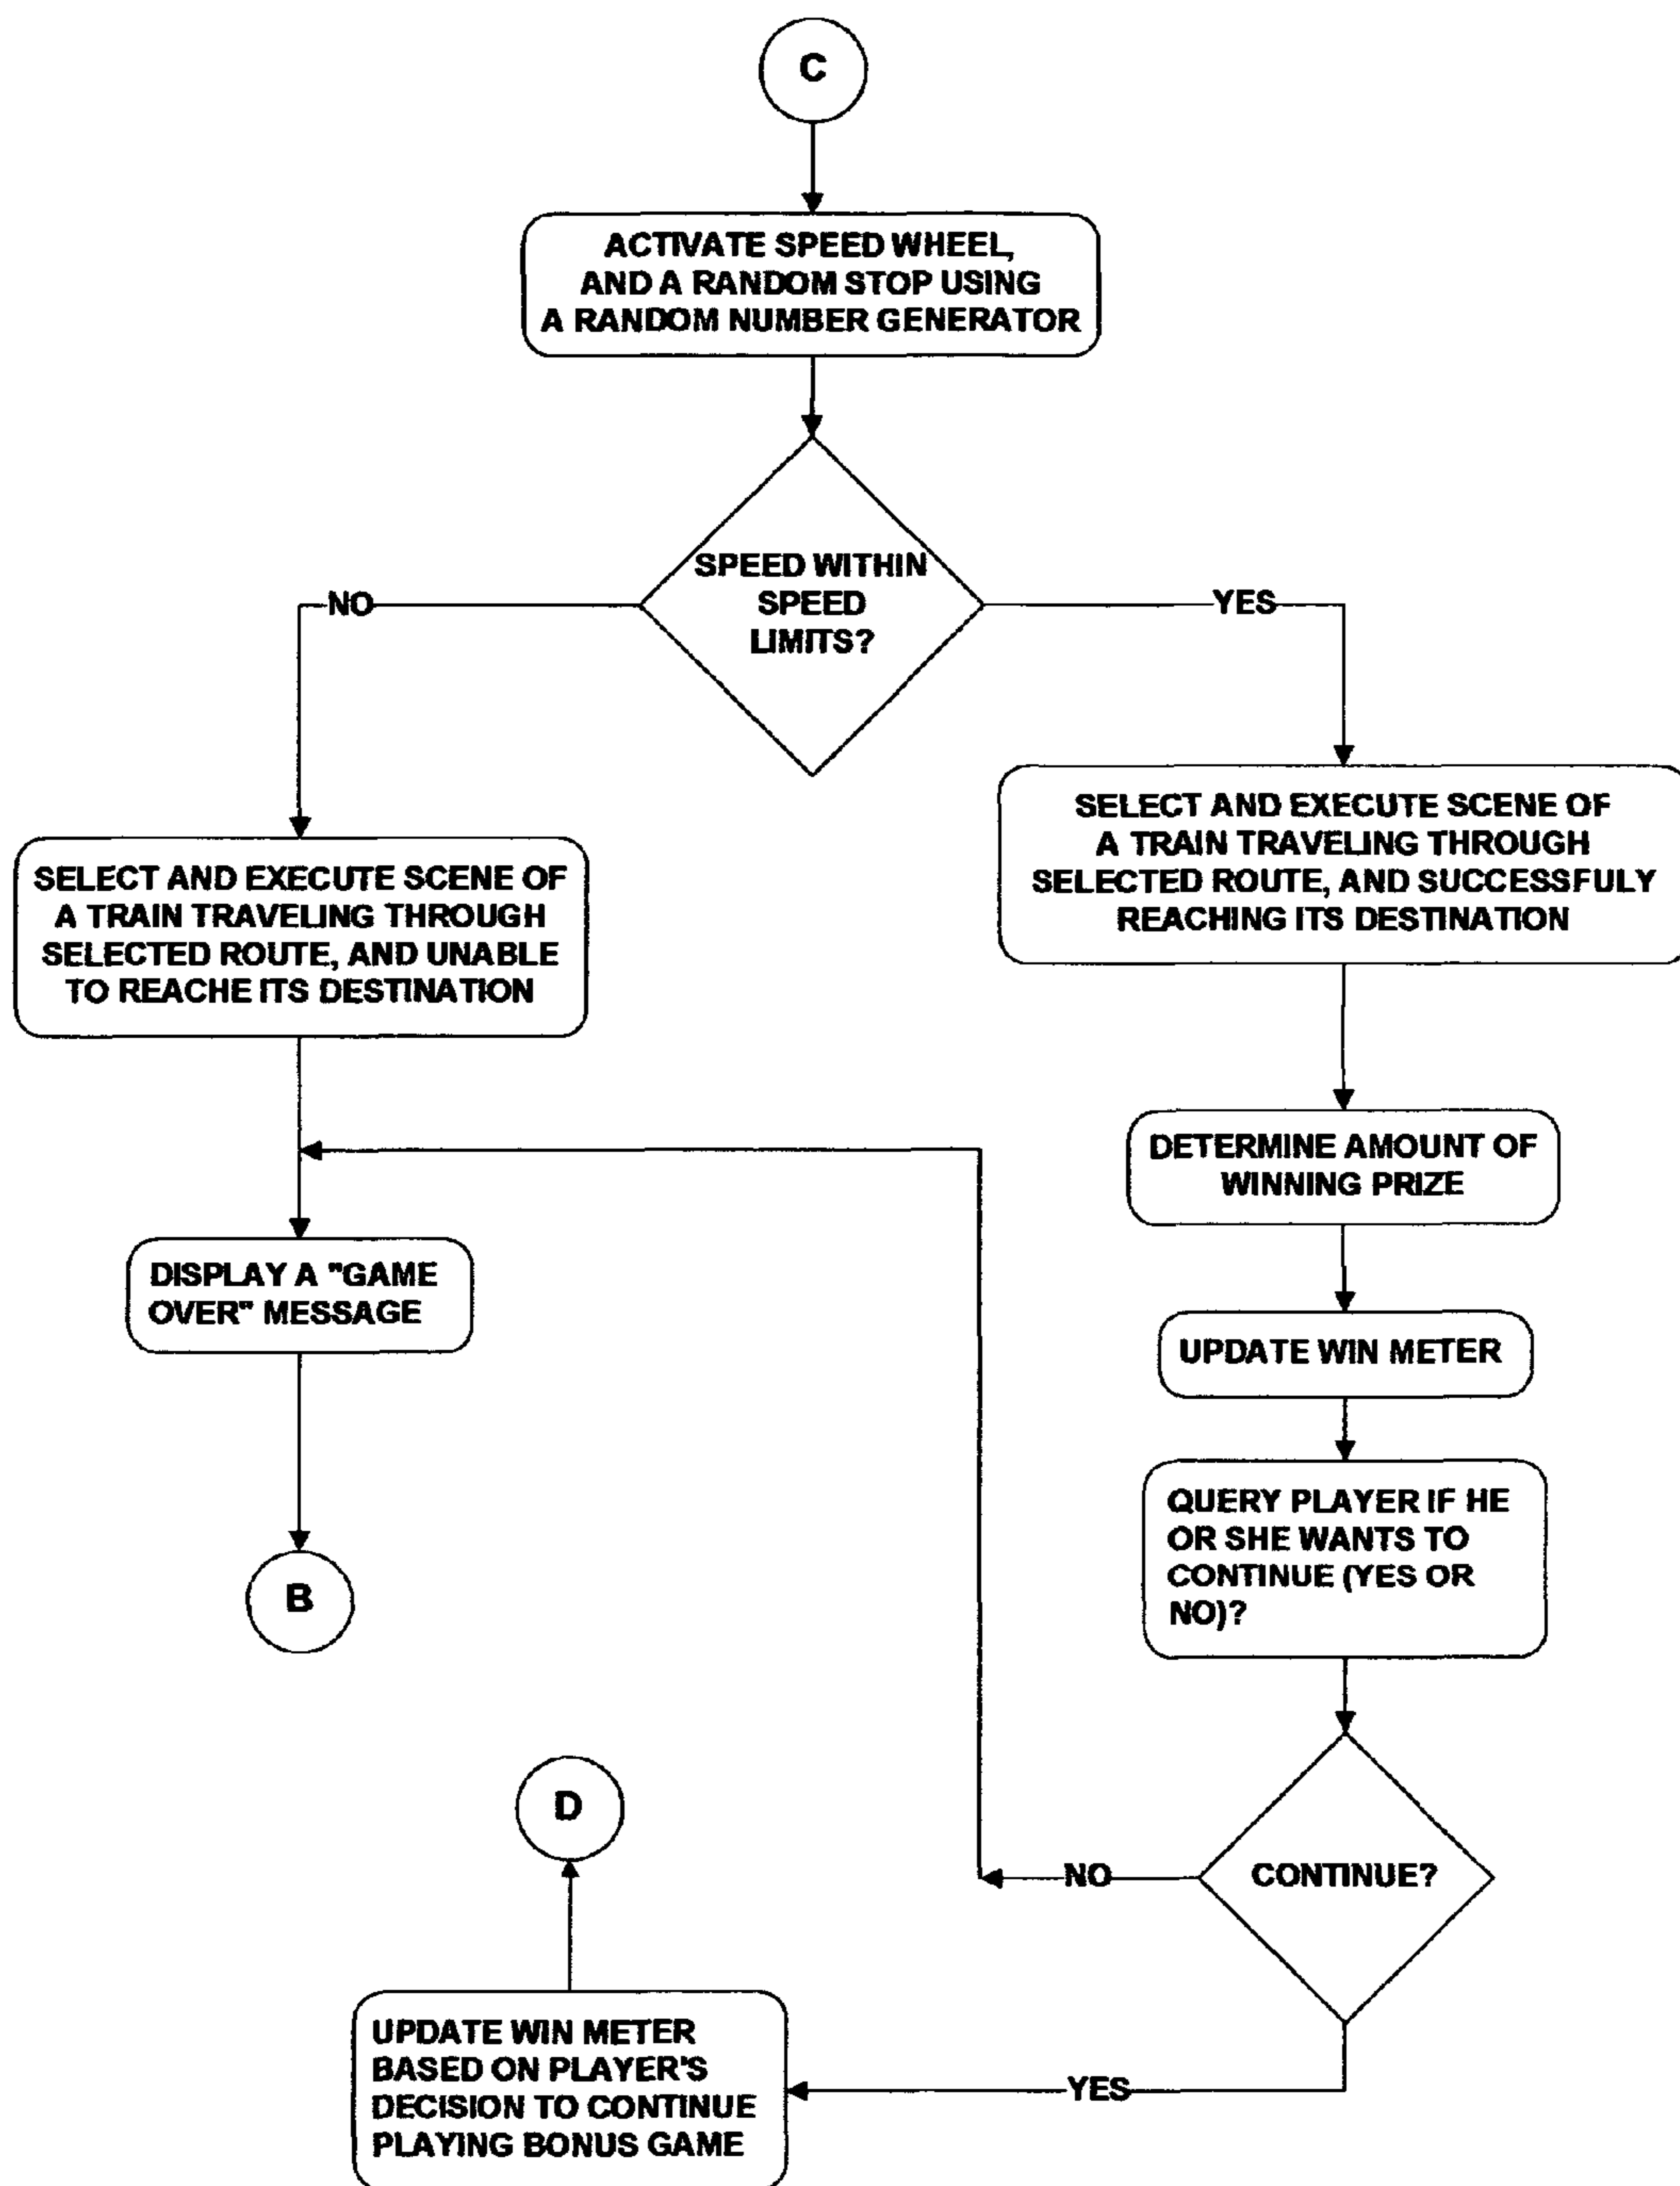 C
ACTIVATE SPEED WHEEL,
AND A RANDOM STOP USING
A RANDOM NUMBER GENERATOR
SPEED WITHIN
SPEED
LIMITS?
NO
YES
SELECT AND EXECUTE SCENE OF
A TRAIN TRAVELING THROUGH
SELECTED ROUTE, AND UNABLE
TO REACHE ITS DESTINATION
SELECT AND EXECUTE SCENE OF
A TRAIN TRAVELING THROUGH
SELECTED ROUTE, AND SUCCESSFULY
REACHING ITS DESTINATION
DETERMINE AMOUNT OF
WINNING PRIZE
DISPLAY A "GAME
OVER" MESSAGE
UPDATE WIN METER
QUERY PLAYER IF HE
OR SHE WANTS TO
CONTINUE (YES OR
NO)?
B
D
NO
CONTINUE?
UPDATE WIN METER
BASED ON PLAYER'S
DECISION TO CONTINUE
PLAYING BONUS GAME
YES